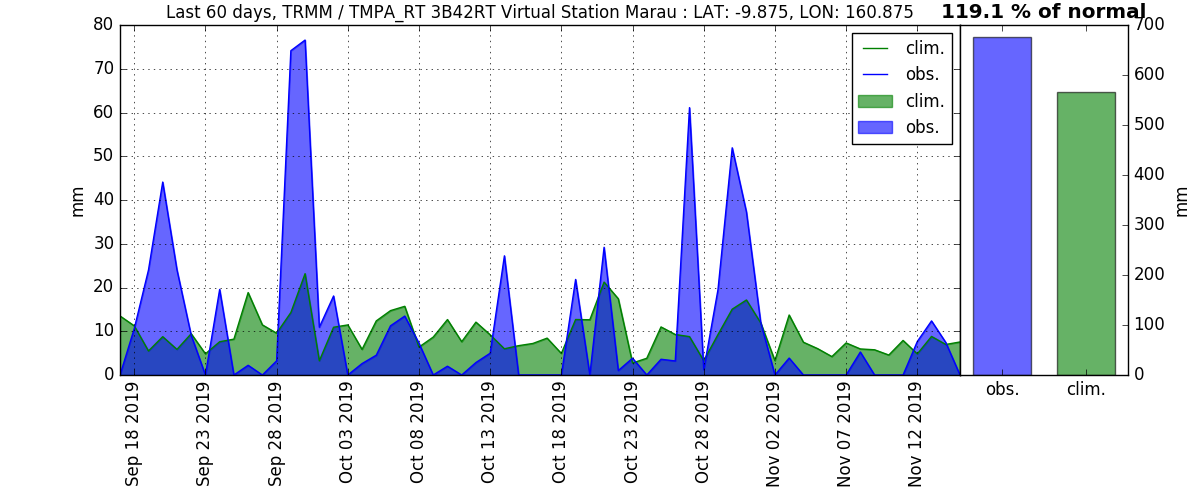 Last 60 days, TRMM / TMPA_RT 3B42RT Virtual Station Marau : LAT: -9.875, LON: 160.875
119.1 % of normal
80
70
60
50
40
30
20
10
0
mm
clim.
obs.
clim.
obs.
700
600
500
400
300
200
100
0
mm
obs.
clim.
Sep 18 2019
Sep 23 2019
Sep 28 2019
Oct 03 2019
Oct 08 2019
Oct 13 2019
Oct 18 2019
Oct 23 2019
Oct 28 2019
Nov 02 2019
Nov 07 2019
Nov 12 2019